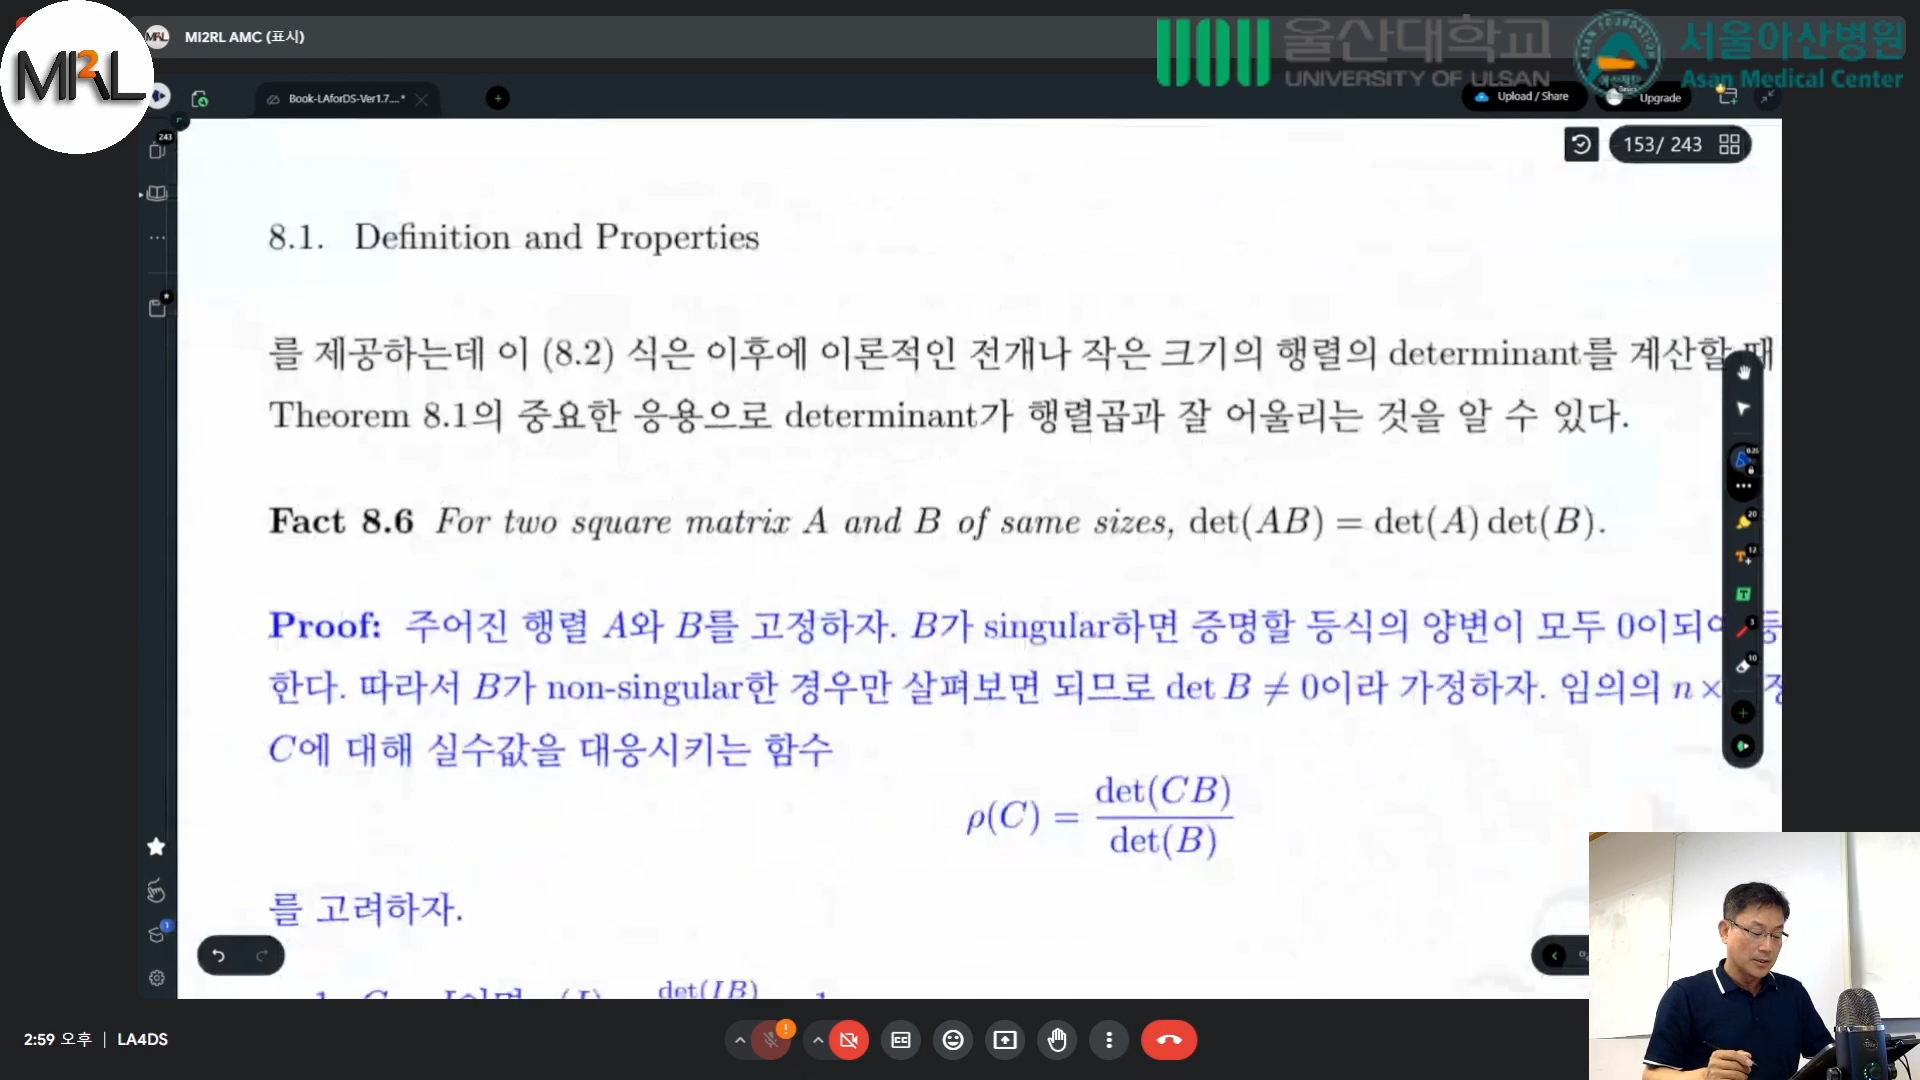 MI2RL
MI2RL AMC (표시)
울산대학교
UNIVERSITY OF ULSAN
서울아산병원
Asan Medical Center
Book-LAforDS-Ver1.7....*
Upload / Share
Upgrade
243
153/ 243
8.1. Definition and Properties
를 제공하는데 이 (8.2) 식은 이후에 이론적인 전개나 작은 크기의 행렬의 determinant를 계산할 때
Theorem 8.1의 중요한 응용으로 determinant가 행렬곱과 잘 어울리는 것을 알 수 있다.
Fact 8.6 For two square matrix A and B of same sizes, det(AB) = det(A) det(B).
Proof: 주어진 행렬 A와 B를 고정하자. B가 singular하면 증명할 등식의 양변이 모두 0이되어 등
한다. 따라서 B가 non-singular한 경우만 살펴보면 되므로 det B ≠ 0이라 가정하자. 임의의 n ×
C에 대해 실수값을 대응시키는 함수
ρ(C) = det(CB) / det(B)
를 고려하자.
det(IB)
2:59 오후 | LA4DS